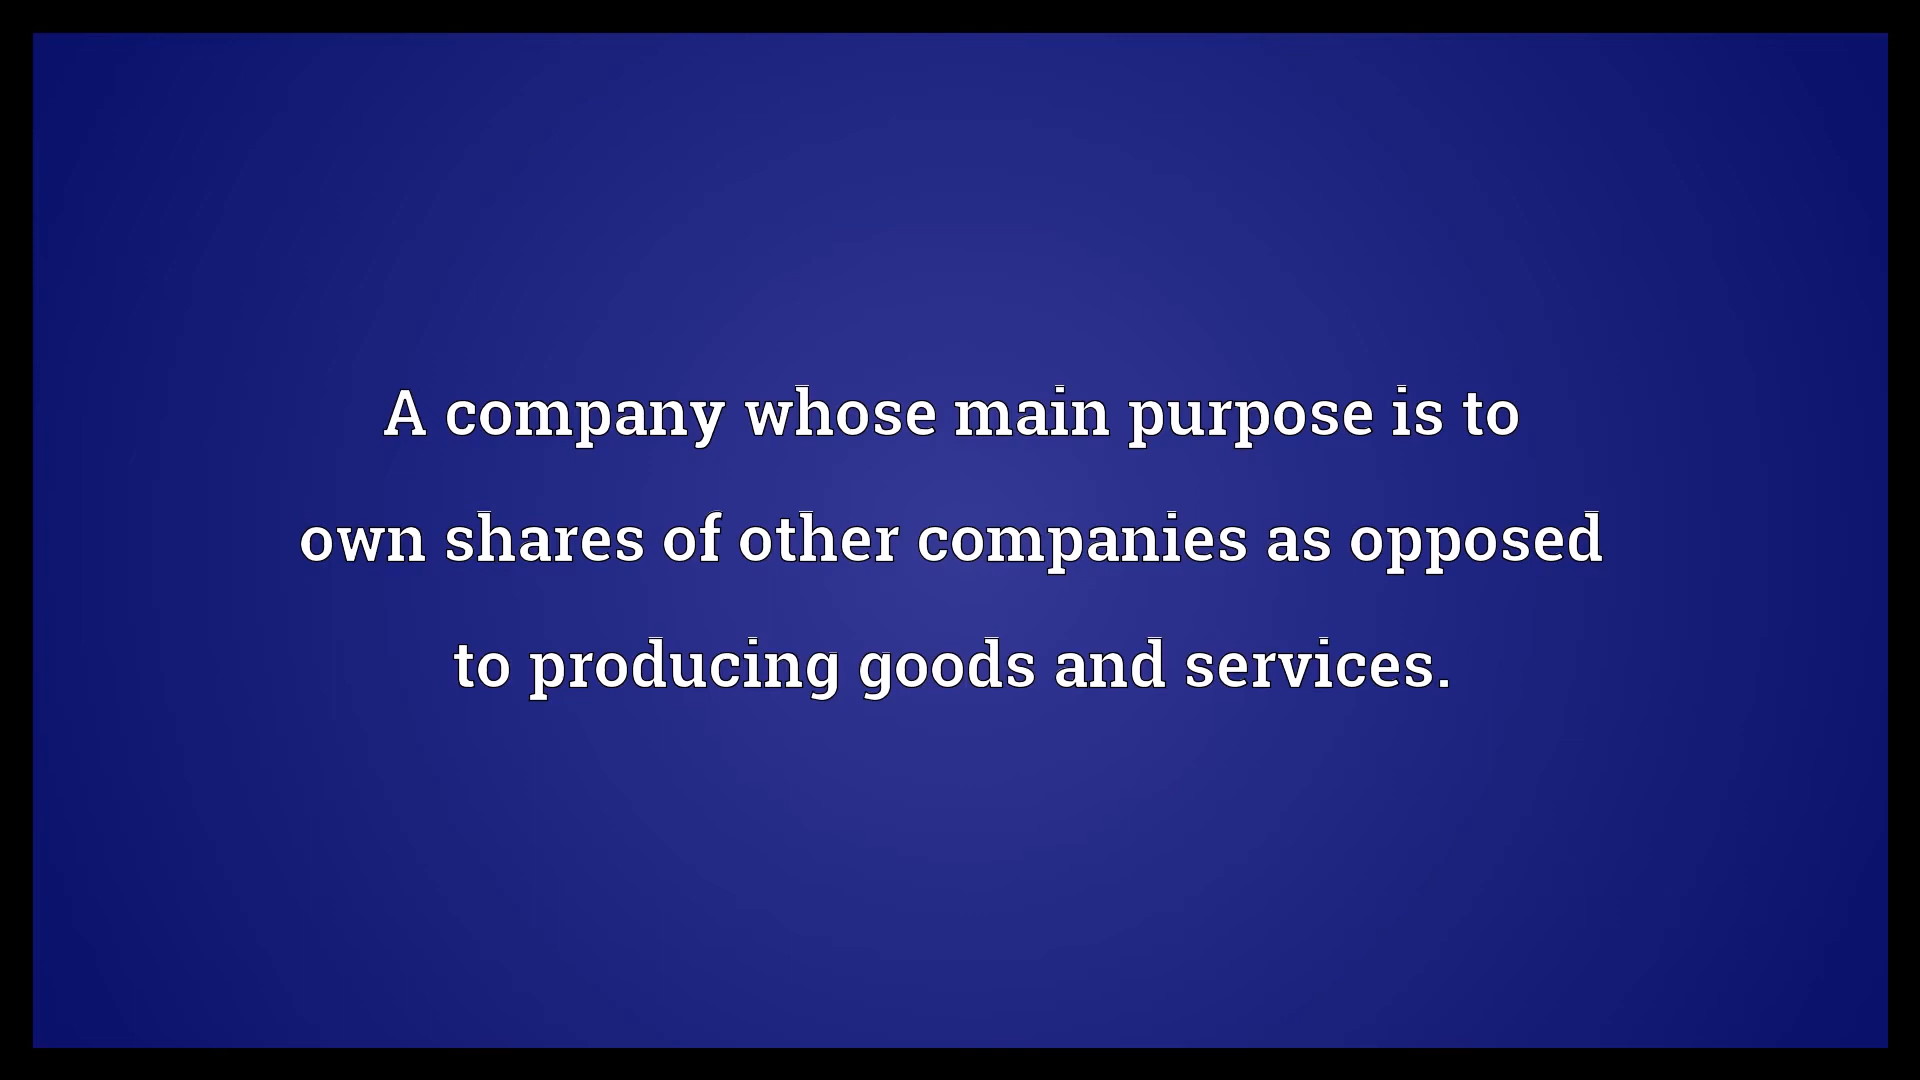 A company whose main purpose is to
own shares of other companies as opposed
to producing goods and services.